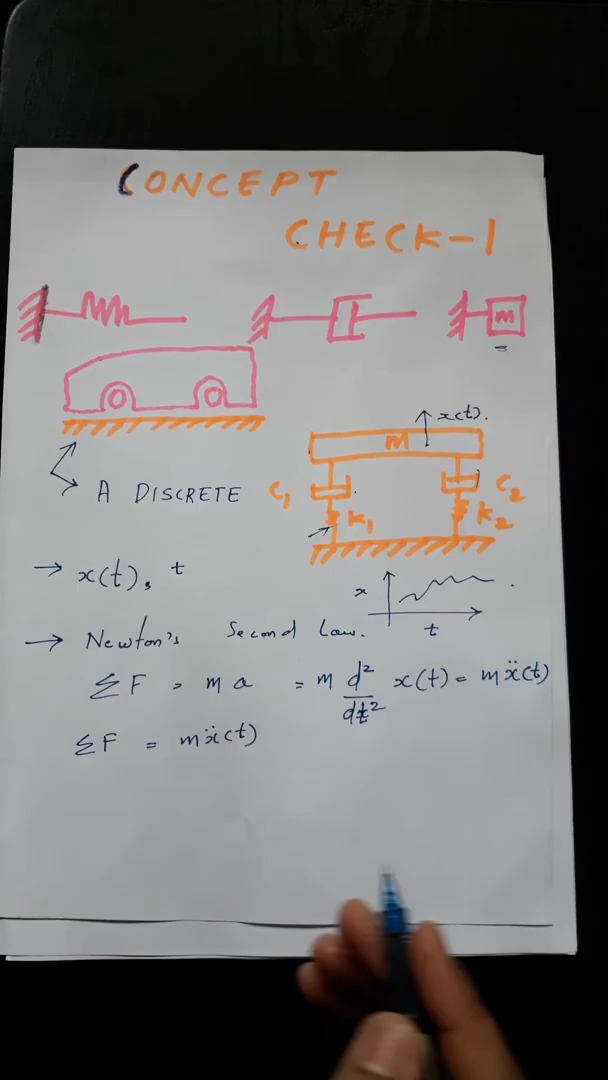 CONCEPT
CHECK-1
m
x(t).
m
A DISCRETE
C₁
C₂
K₁
K₂
→ x(t), t
x
t
→ Newton's Second Law.
ΣF = ma = m d²/dt² x(t) = mẍ(t)
ΣF = mẍ(t)